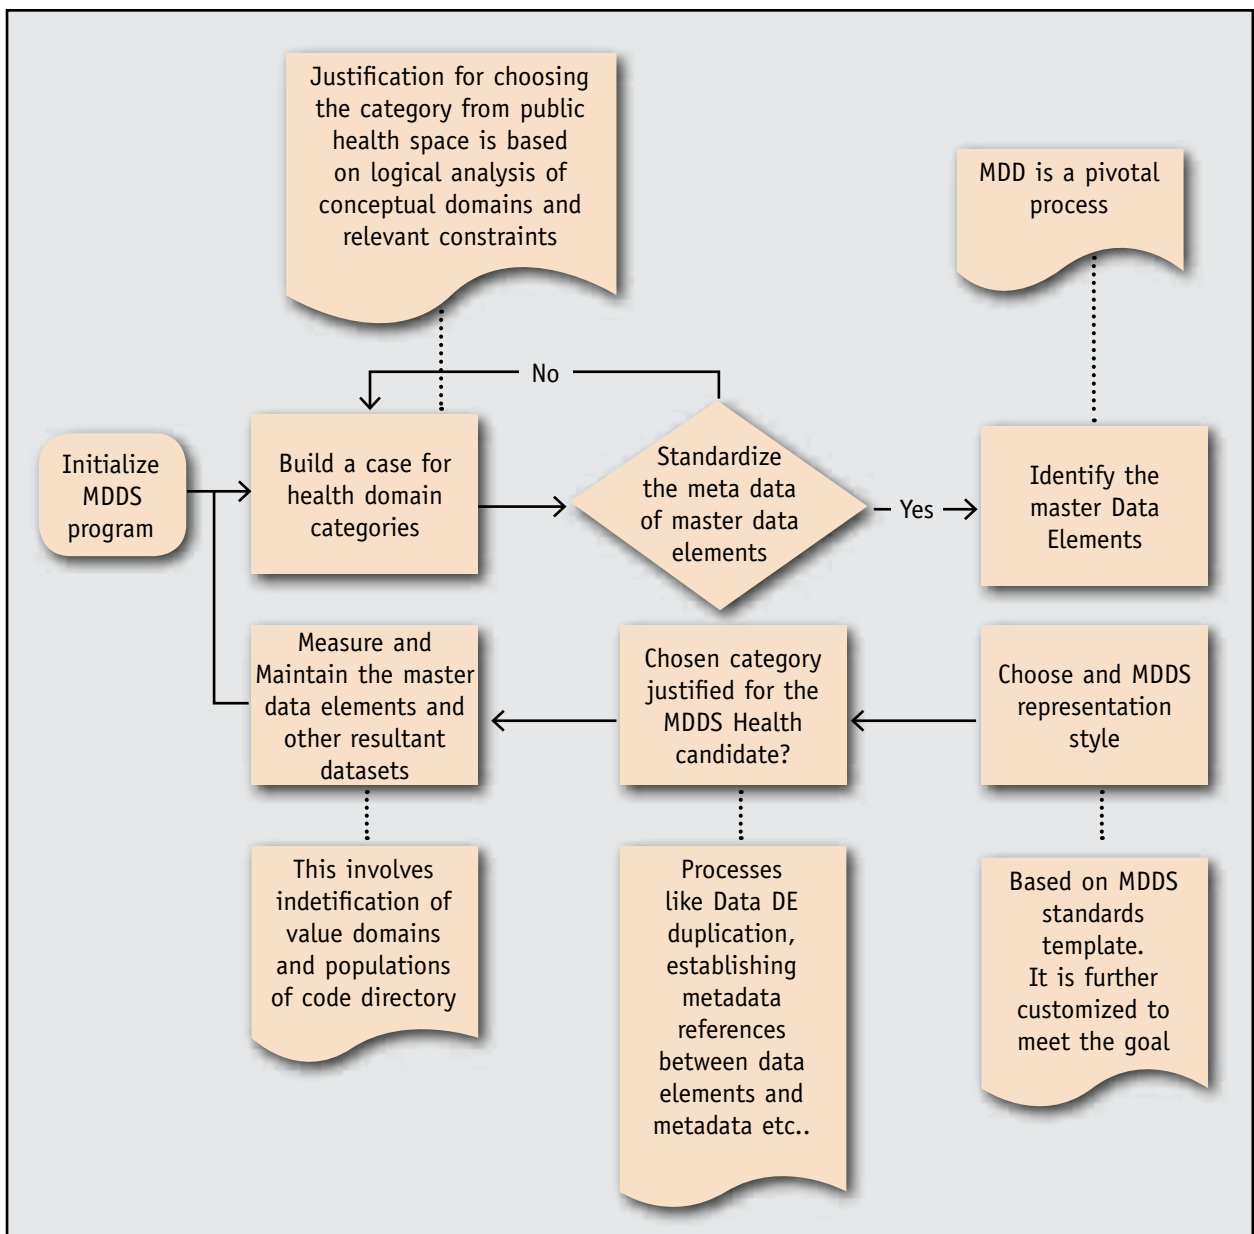 Justification for choosing
the category from public
health space is based
on logical analysis of
conceptual domains and
relevant constraints
MDD is a pivotal
process
No
Initialize
MDDS
program
Build a case for
health domain
categories
Standardize
the meta data
of master data
elements
Yes
Identify the
master Data
Elements
Measure and
Maintain the master
data elements and
other resultant
datasets
Chosen category
justified for the
MDDS Health
candidate?
Choose and MDDS
representation
style
This involves
indetification of
value domains
and populations
of code directory
Processes
like Data DE
duplication,
establishing
metadata
references
between data
elements and
metadata etc..
Based on MDDS
standards
template.
It is further
customized to
meet the goal